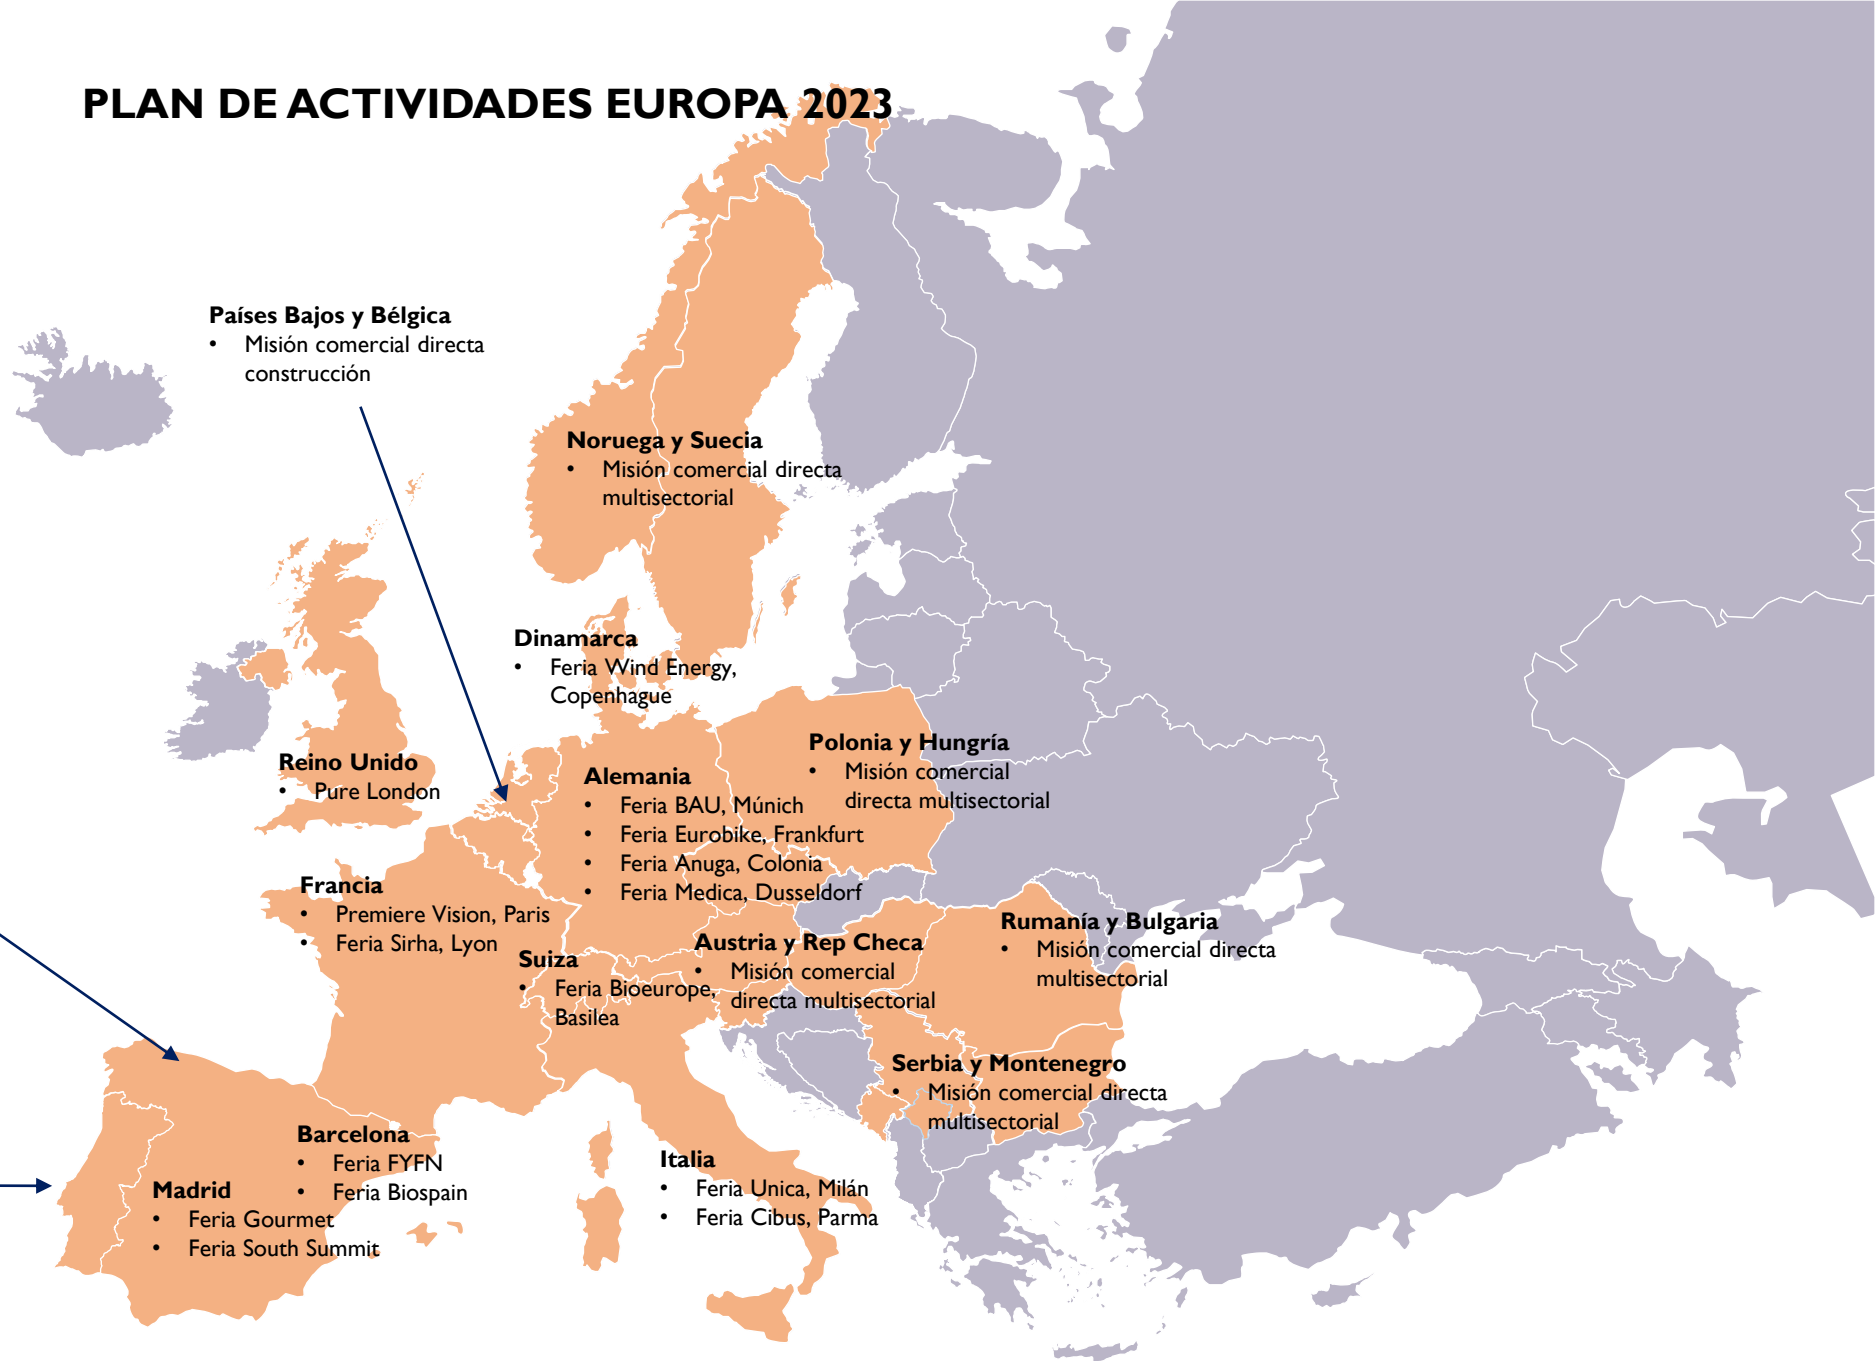 PLAN DE ACTIVIDADES EUROPA 2023
Países Bajos y Bélgica
• Misión comercial directa
construcción
Noruega y Suecia
• Misión comercial directa
multisectorial
Dinamarca
• Feria Wind Energy,
Copenhague
Reino Unido
• Pure London
Alemania
• Feria BAU, Múnich
• Feria Eurobike, Frankfurt
• Feria Anuga, Colonia
• Feria Medica, Dusseldorf
Polonia y Hungría
• Misión comercial
directa multisectorial
Francia
• Premiere Vision, Paris
• Feria Sirha, Lyon
Suiza
• Feria Bioeurope,
Basilea
Austria y Rep Checa
• Misión comercial
directa multisectorial
Rumanía y Bulgaria
• Misión comercial directa
multisectorial
Serbia y Montenegro
• Misión comercial directa
multisectorial
Barcelona
• Feria FYFN
• Feria Biospain
Madrid
• Feria Gourmet
• Feria South Summit
Italia
• Feria Unica, Milán
• Feria Cibus, Parma